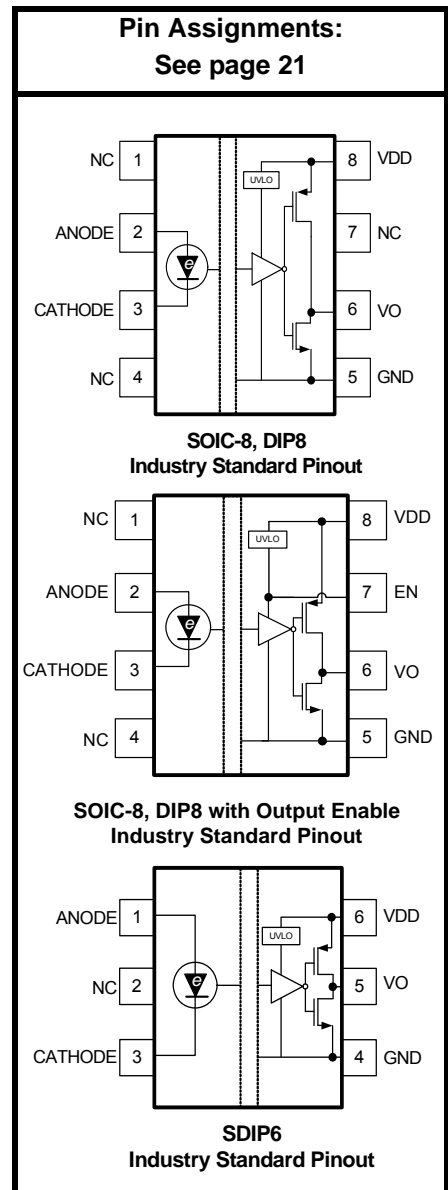 Pin Assignments:
See page 21
NC 1
8 VDD
UVLO
ANODE 2
7 NC
e
CATHODE 3
6 VO
NC 4
5 GND
SOIC-8, DIP8
Industry Standard Pinout
NC 1
8 VDD
UVLO
ANODE 2
7 EN
e
CATHODE 3
6 VO
NC 4
5 GND
SOIC-8, DIP8 with Output Enable
Industry Standard Pinout
ANODE 1
6 VDD
UVLO
NC 2
e
5 VO
CATHODE 3
4 GND
SDIP6
Industry Standard Pinout